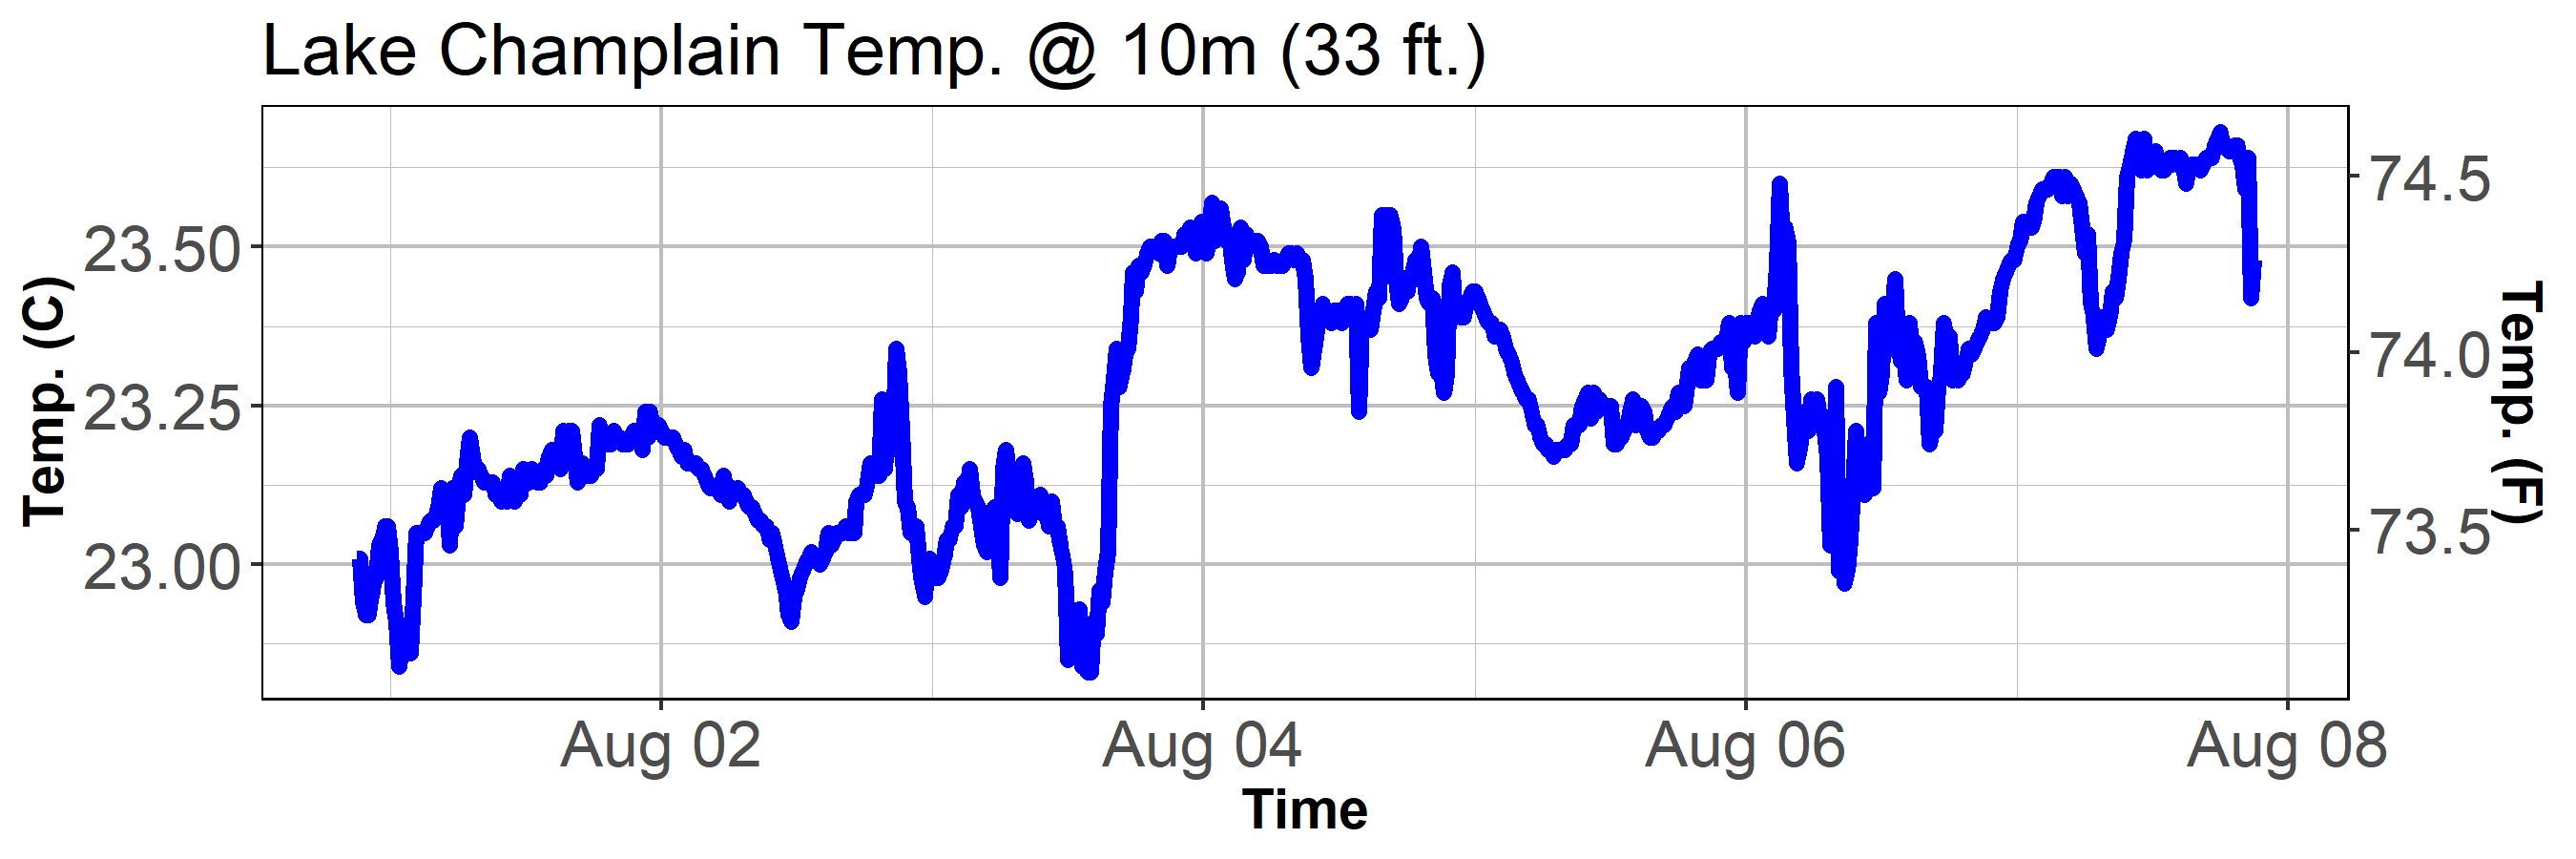 Lake Champlain Temp. @ 10m (33 ft.)
Temp. (C)
23.50
23.25
23.00
74.5
74.0
73.5
Temp. (F)
Aug 02
Aug 04
Aug 06
Aug 08
Time